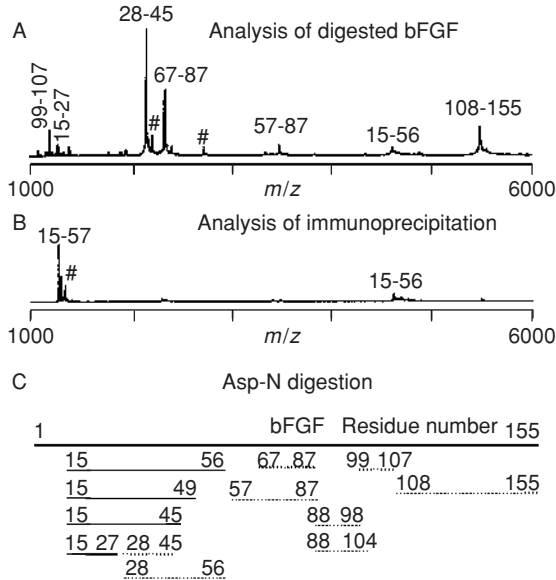 A
28-45
Analysis of digested bFGF
99-107
15-27
#
67-87
#
57-87
15-56
108-155
1000
m/z
6000
B
Analysis of immunoprecipitation
15-57
#
15-56
1000
m/z
6000
C
Asp-N digestion
1 bFGF Residue number 155
15 56 67 87 99 107
15 49 57 87 108 155
15 45 88 98
15 27 28 45 88 104
28 56